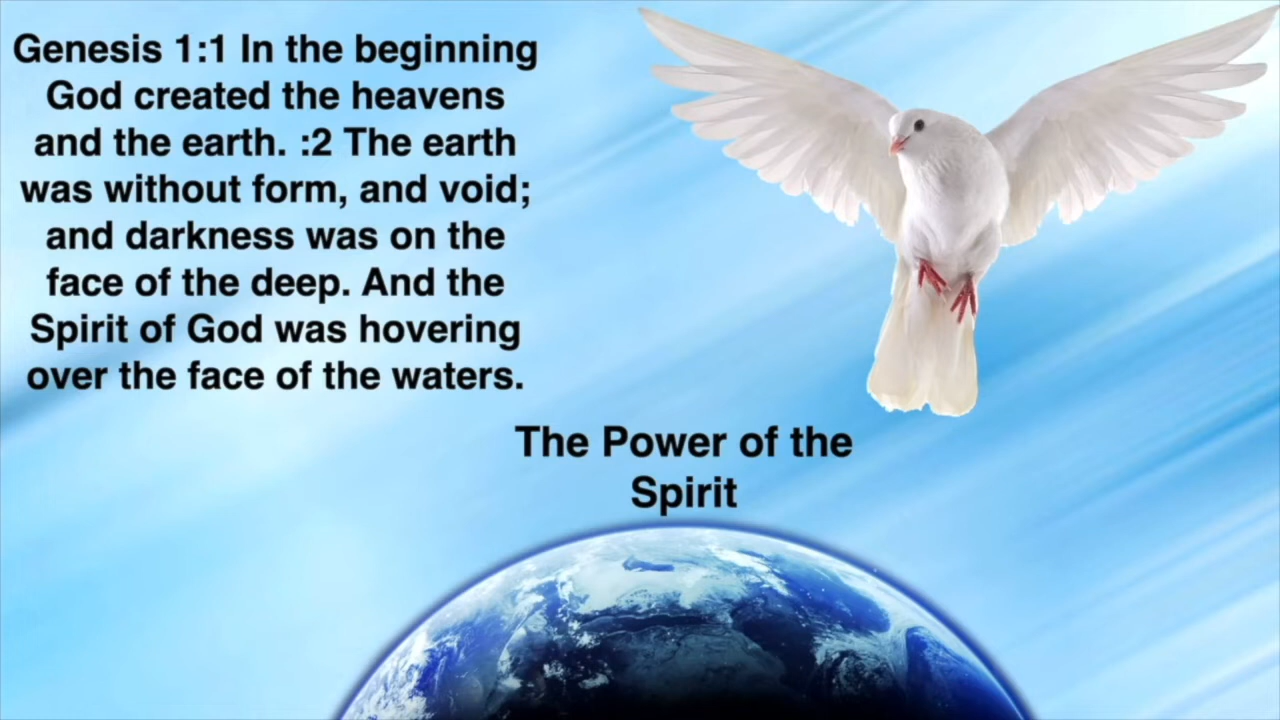 Genesis 1:1 In the beginning
God created the heavens
and the earth. :2 The earth
was without form, and void;
and darkness was on the
face of the deep. And the
Spirit of God was hovering
over the face of the waters.
The Power of the
Spirit